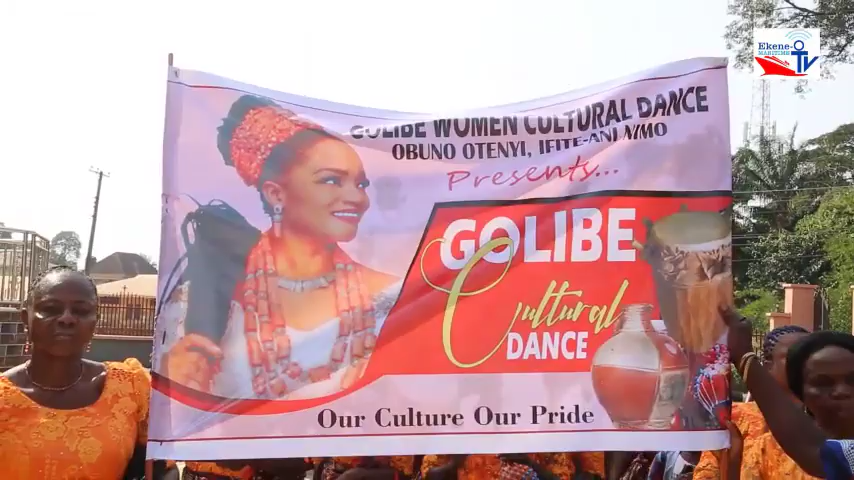 Ekene-O
MARITIME
TV
GOLIBE WOMEN CULTURAL DANCE
OBUNO OTENYI, IFITE-ANI NIMO
Presents...
GOLIBE
Cultural
DANCE
Our Culture Our Pride